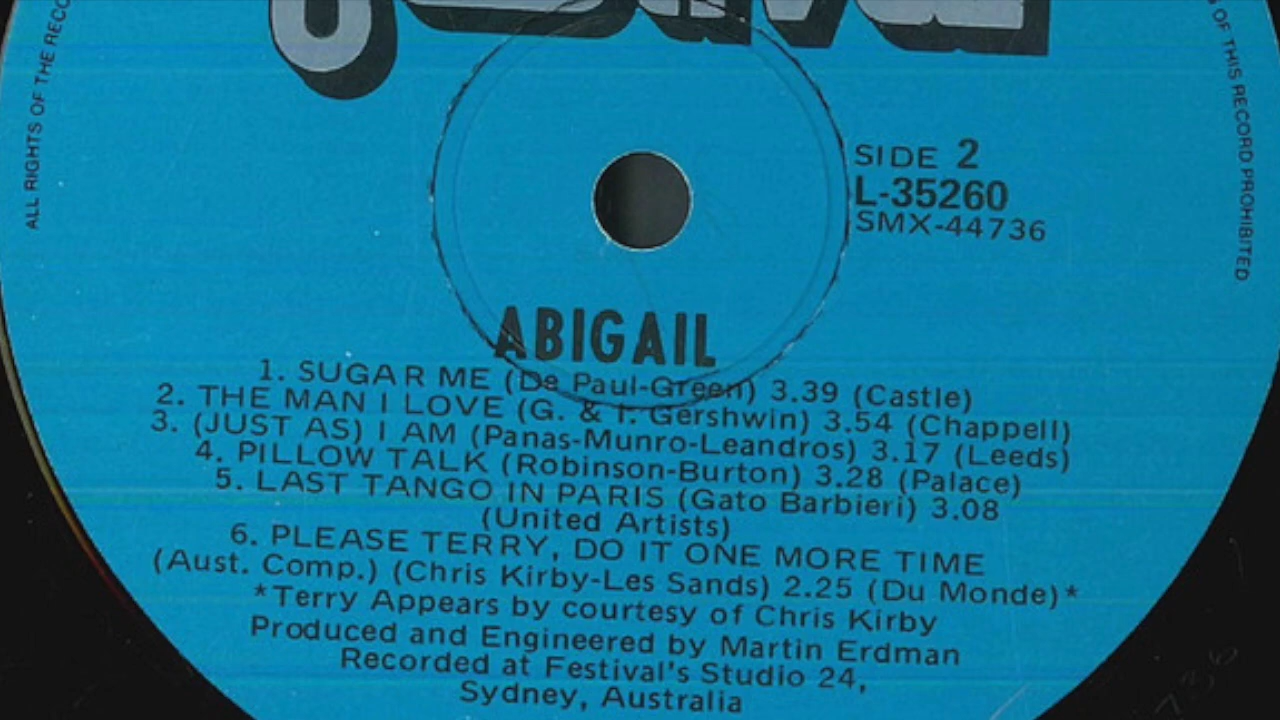 ALL RIGHTS OF THE
OF THIS RECORD PROHIBITED
SIDE 2
L-35260
SMX-44736
ABIGAIL
1. SUGAR ME (De Paul-Green) 3.39 (Castle)
2. THE MAN I LOVE (G. & I. Gershwin) 3.54 (Chappell)
3. (JUST AS) I AM (Panas-Munro-Leandros) 3.17 (Leeds)
4. PILLOW TALK (Robinson-Burton) 3.28 (Palace)
5. LAST TANGO IN PARIS (Gato Barbieri) 3.08
(United Artists)
6. PLEASE TERRY, DO IT ONE MORE TIME
(Aust. Comp.) (Chris Kirby-Les Sands) 2.25 (Du Monde)*
*Terry Appears by courtesy of Chris Kirby
Produced and Engineered by Martin Erdman
Recorded at Festival's Studio 24,
Sydney, Australia